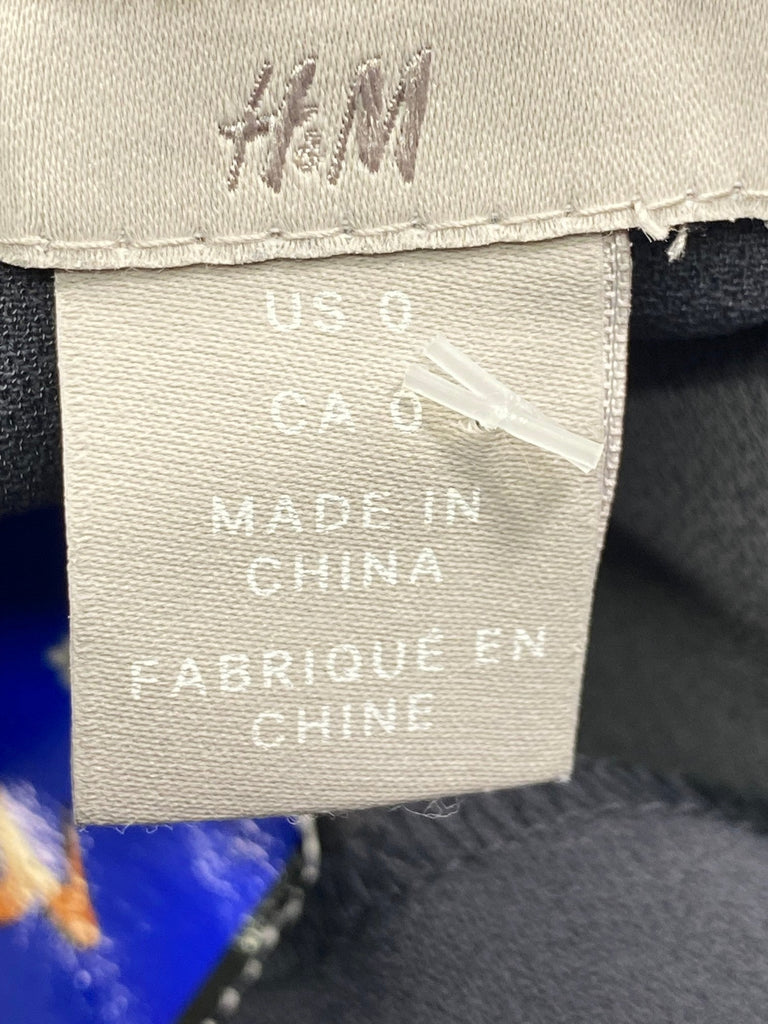 H&M
US 0
CA 0
MADE IN
CHINA
FABRIQUÉ EN
CHINE